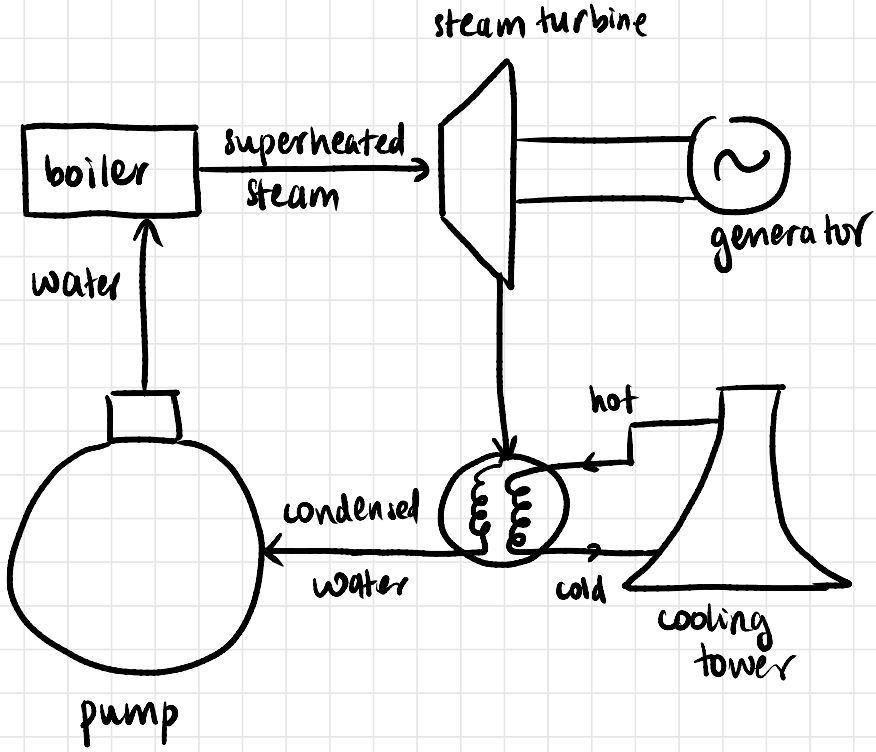 steam turbine
boiler
superheated
steam
generator
water
hot
condensed
water
cold
cooling
tower
pump